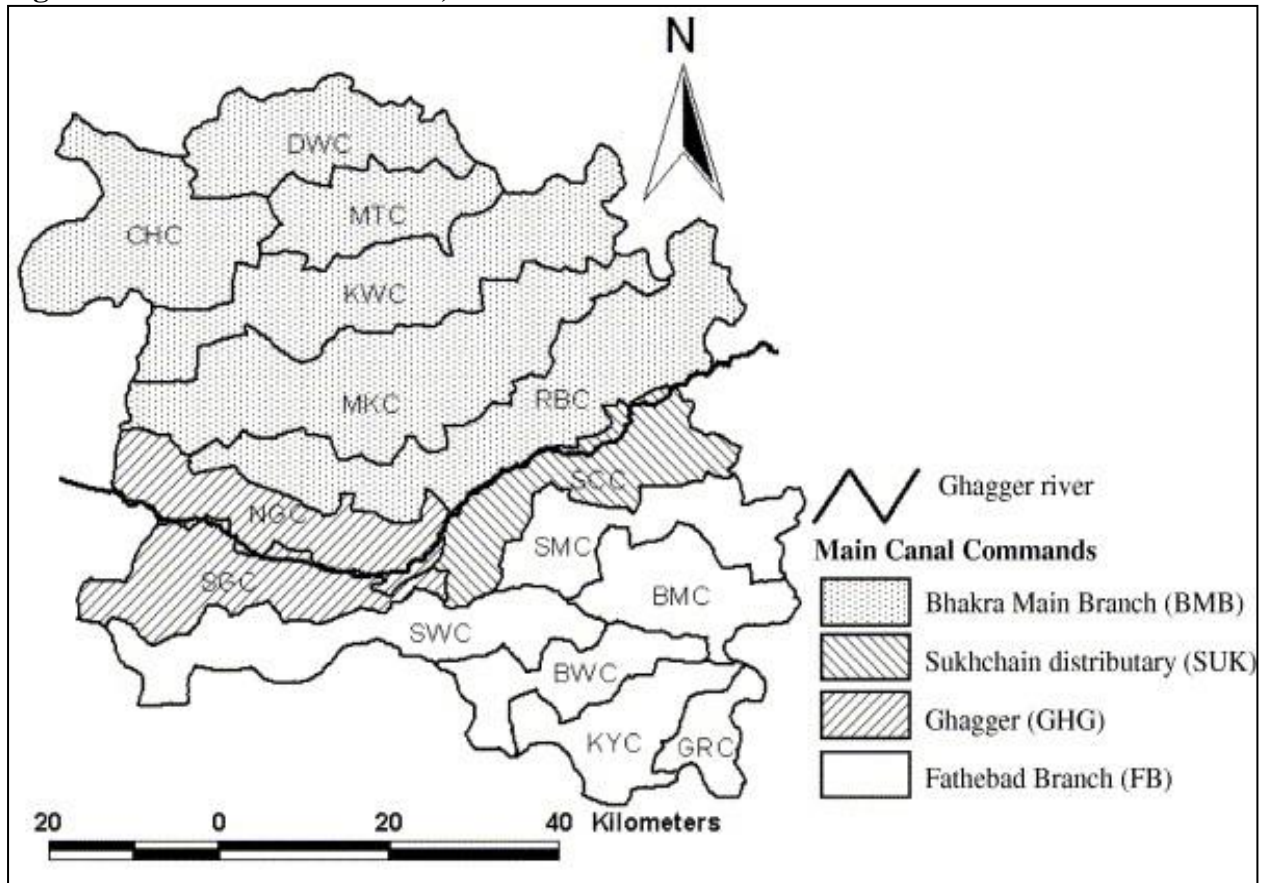 N
DWC
MTC
CHC
KWC
MKC
RBC
SCC
NGC
SMC
SGC
BMC
SWC
BWC
KYC
GRC
Ghagger river
Main Canal Commands
Bhakra Main Branch (BMB)
Sukhchain distributary (SUK)
Ghagger (GHG)
Fathebad Branch (FB)
20 0 20 40 Kilometers